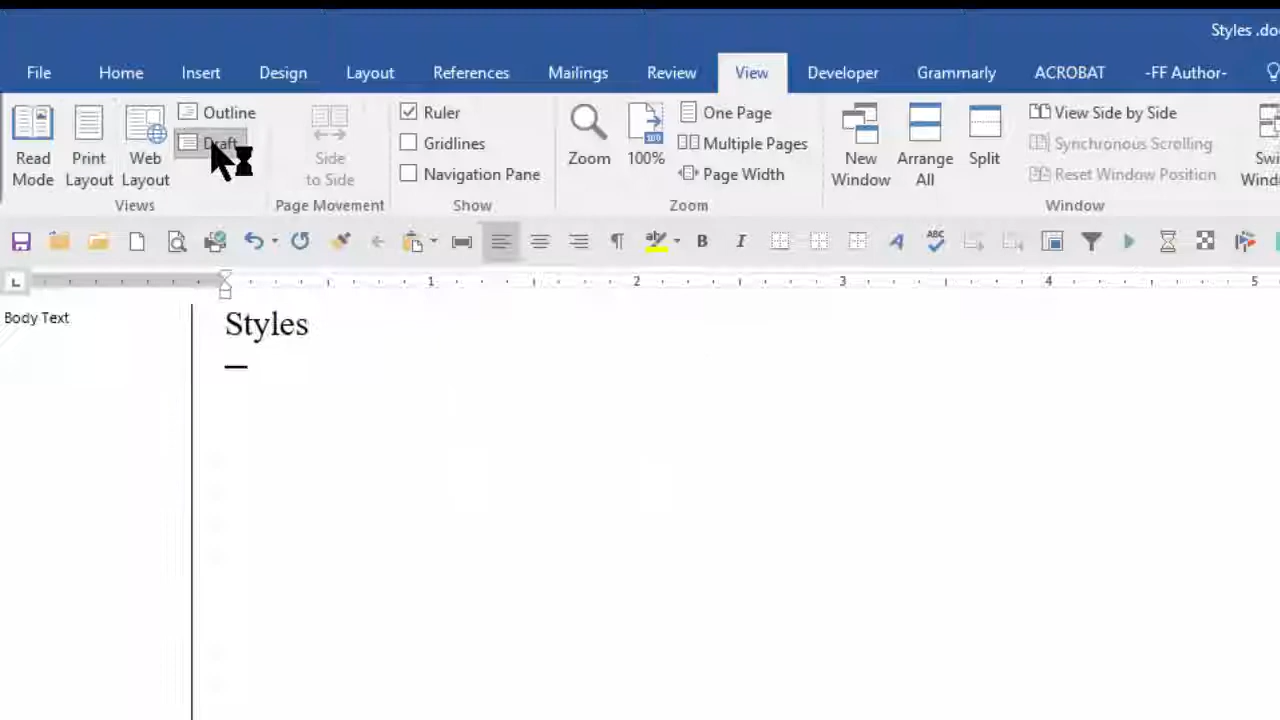 Styles .do
File Home Insert Design Layout References Mailings Review View Developer Grammarly ACROBAT -FF Author-
Read Mode
Print Layout
Web Layout
Outline
Draft
Views
Side to Side
Page Movement
Ruler
Gridlines
Navigation Pane
Show
Zoom
100%
One Page
Multiple Pages
Page Width
Zoom
New Window
Arrange All
Split
View Side by Side
Synchronous Scrolling
Reset Window Position
Window
ABC
L 1 2 3 4 5
Body Text
Styles